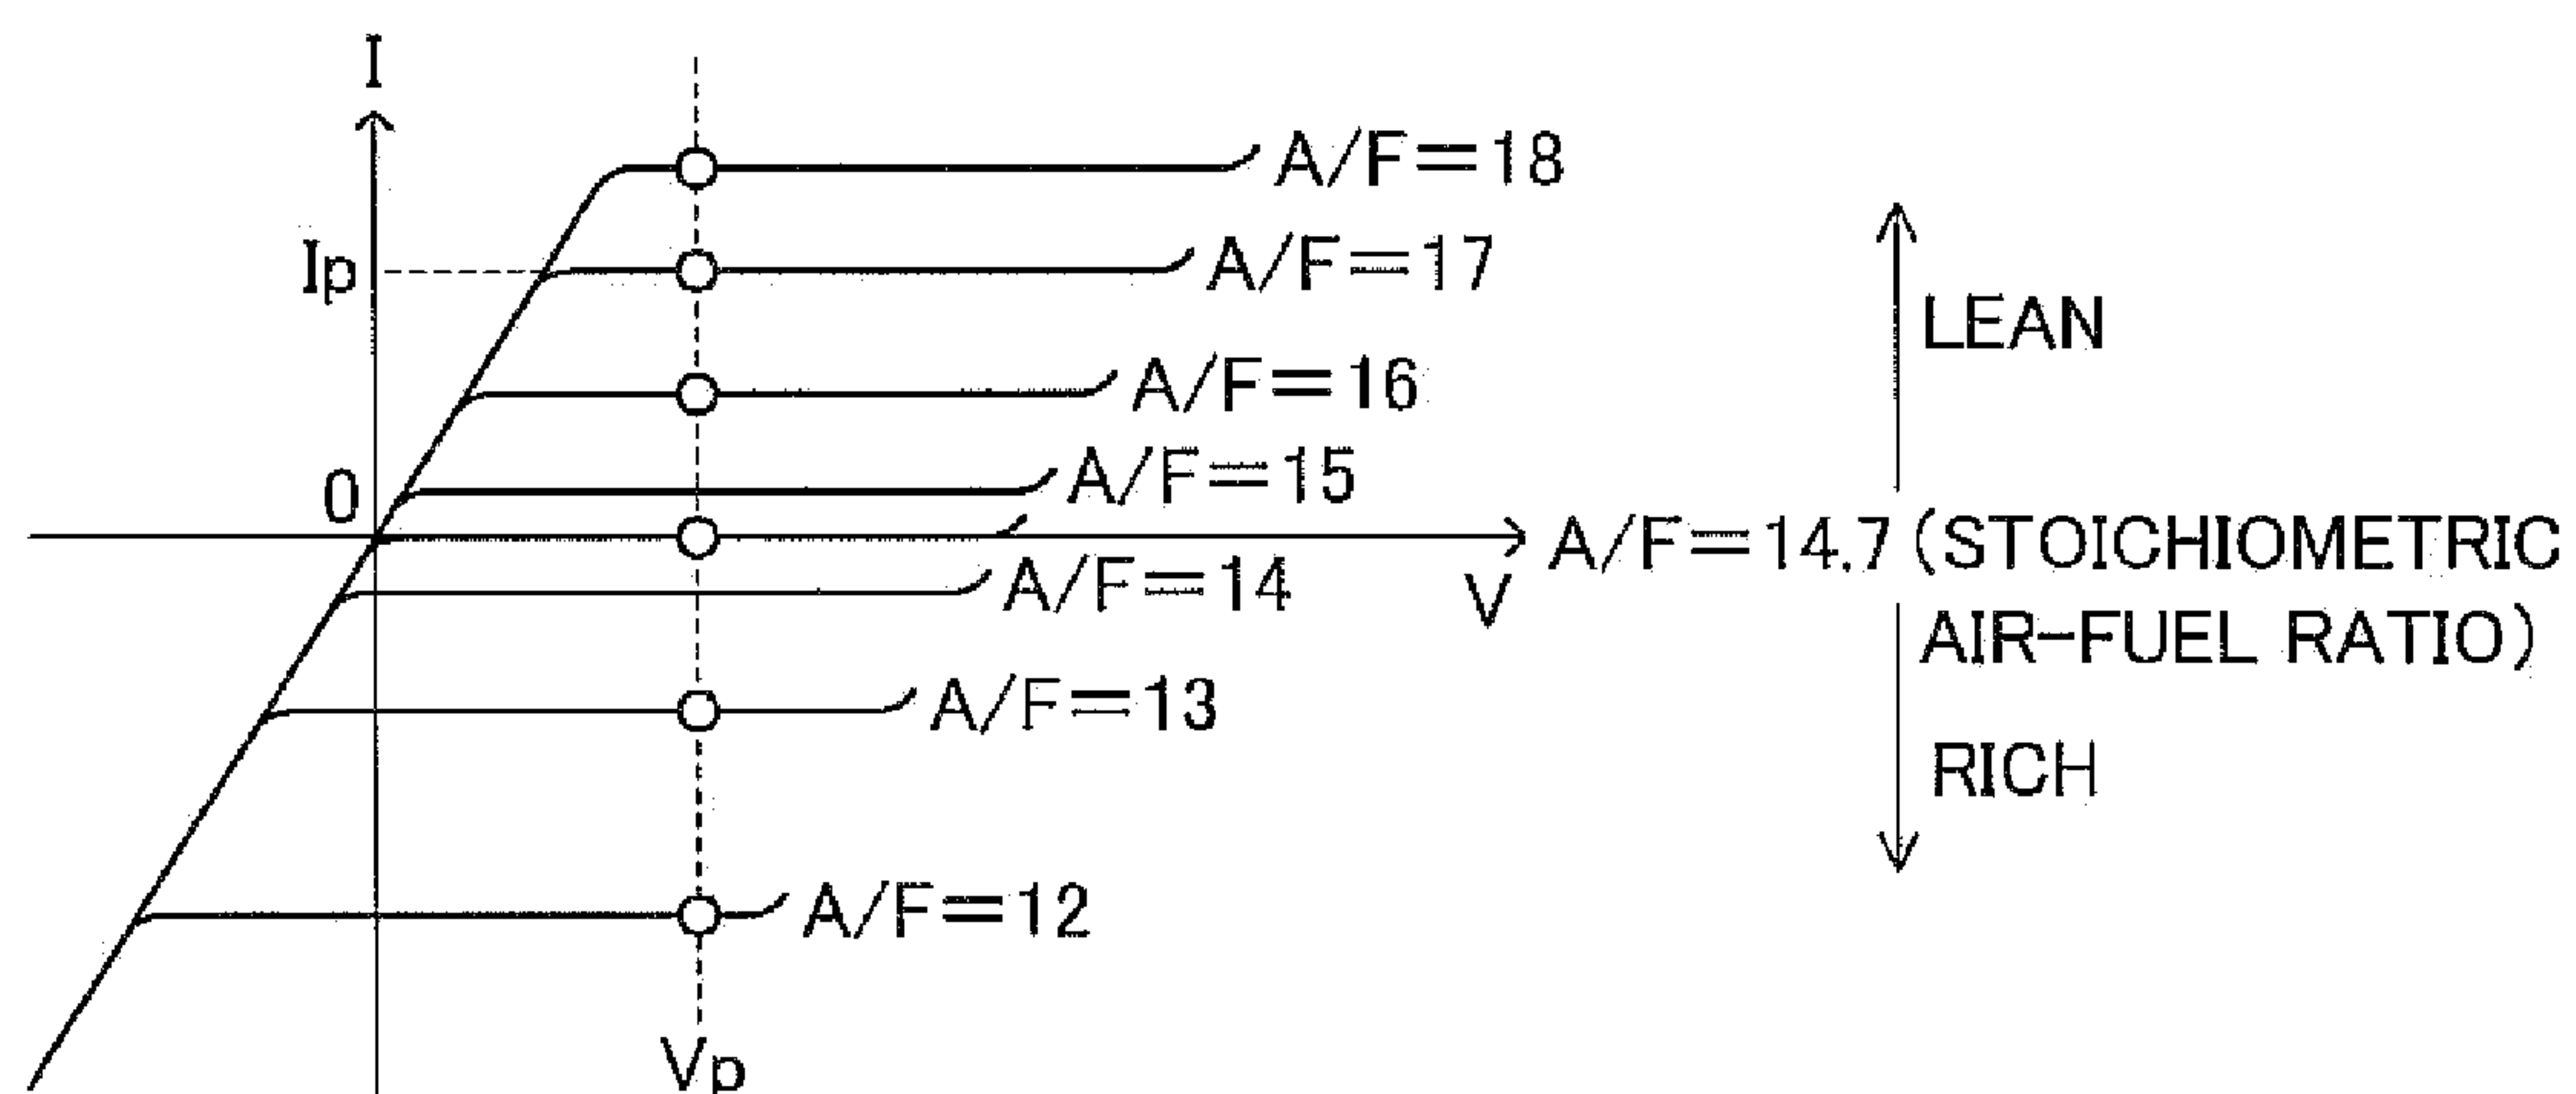 I
A/F=18
Ip
A/F=17
LEAN
A/F=16
0
A/F=15
V
A/F=14.7 (STOICHIOMETRIC
AIR-FUEL RATIO)
A/F=14
A/F=13
RICH
A/F=12
Vp